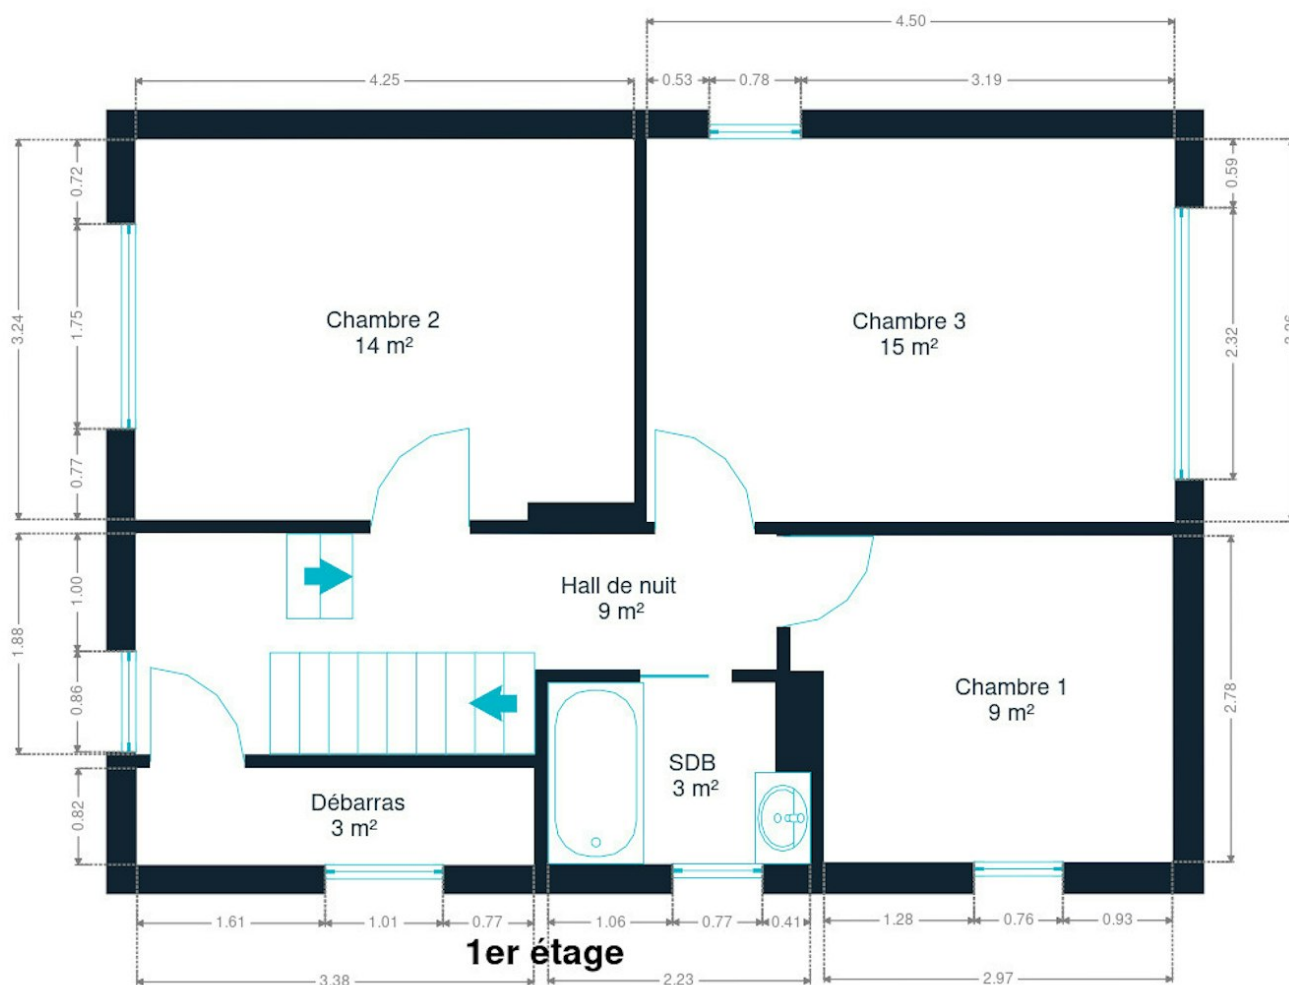 4.50
4.25
0.53
0.78
3.19
0.72
0.59
3.24
1.75
2.32
Chambre 2
14 m²
Chambre 3
15 m²
0.77
1.88
1.00
Hall de nuit
9 m²
0.86
Chambre 1
9 m²
2.78
SDB
3 m²
0.82
Débarras
3 m²
1.61
1.01
0.77
1.06
0.77
0.41
1.28
0.76
0.93
1er étage
3.38
2.23
2.97